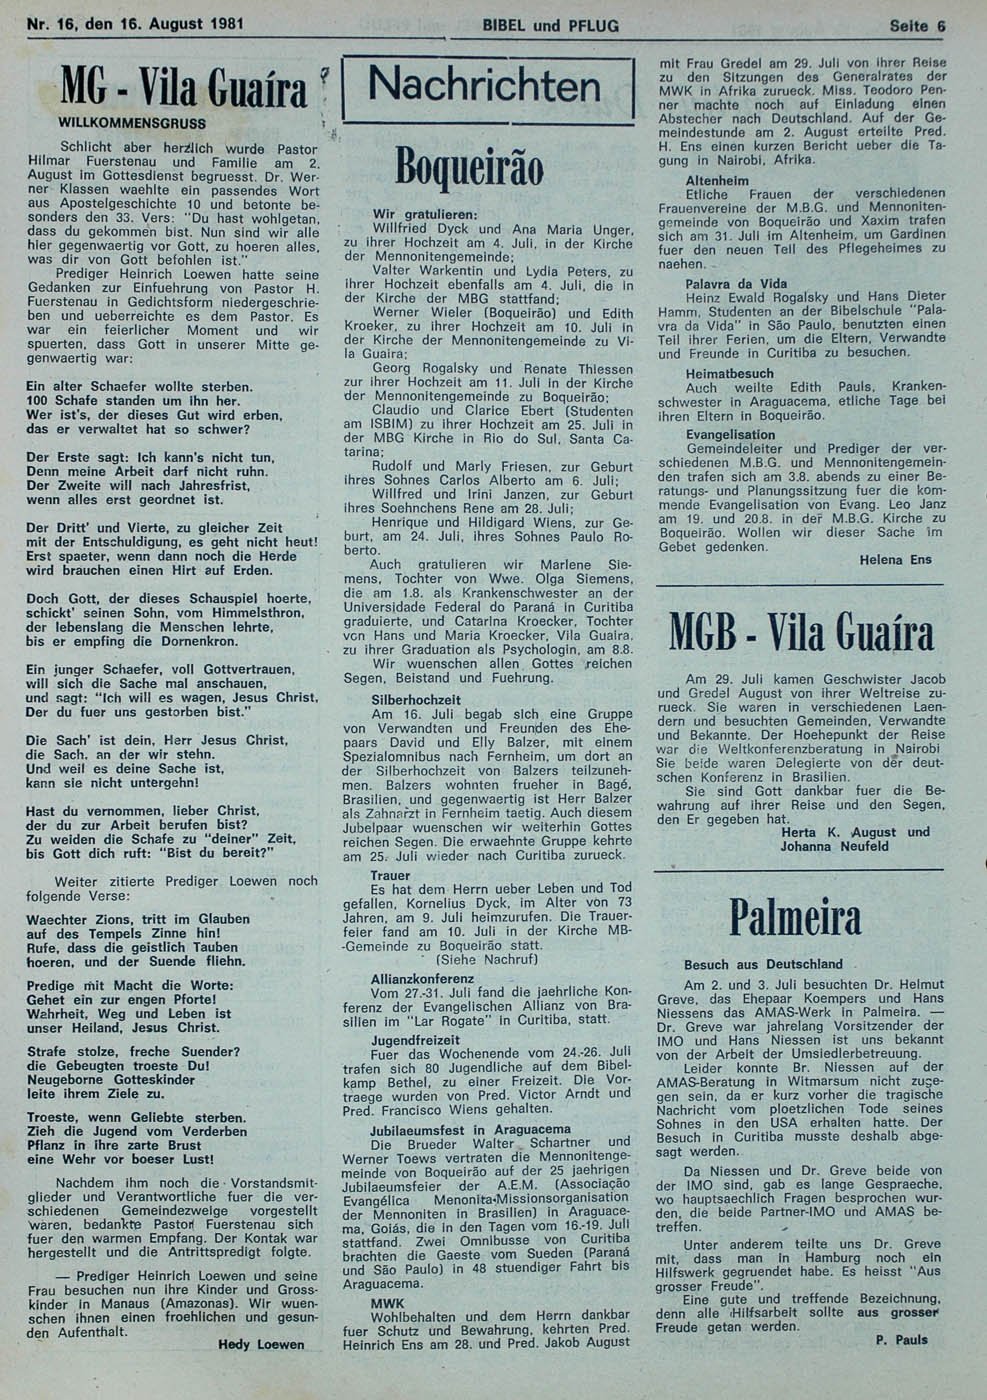 Nr. 16, den 16. August 1981
BIBEL und PFLUG
Seite 6
MG - Vila Guaíra
WILLKOMMENSGRUSS
Schlicht aber herzlich wurde Pastor
Hilmar Fuerstenau und Familie am 2.
August im Gottesdienst begruesst. Dr. Wer-
ner Klassen waehlte ein passendes Wort
aus Apostelgeschichte 10 und betonte be-
sonders den 33. Vers: "Du hast wohlgetan,
dass du gekommen bist. Nun sind wir alle
hier gegenwaertig vor Gott, zu hoeren alles,
was dir von Gott befohlen ist."
Prediger Heinrich Loewen hatte seine
Gedanken zur Einfuehrung von Pastor H.
Fuerstenau in Gedichtsform niedergeschrie-
ben und ueberreichte es dem Pastor. Es
war ein feierlicher Moment und wir
spuerten, dass Gott in unserer Mitte ge-
genwaertig war:
Ein alter Schaefer wollte sterben.
100 Schafe standen um ihn her.
Wer ist's, der dieses Gut wird erben,
das er verwaltet hat so schwer?
Der Erste sagt: Ich kann's nicht tun,
Denn meine Arbeit darf nicht ruhn.
Der Zweite will nach Jahresfrist,
wenn alles erst geordnet ist.
Der Dritt' und Vierte, zu gleicher Zeit
mit der Entschuldigung, es geht nicht heut!
Erst spaeter, wenn dann noch die Herde
wird brauchen einen Hirt auf Erden.
Doch Gott, der dieses Schauspiel hoerte,
schickt' seinen Sohn, vom Himmelsthron,
der lebenslang die Menschen lehrte,
bis er empfing die Dornenkron.
Ein junger Schaefer, voll Gottvertrauen,
will sich die Sache mal anschauen,
und sagt: "Ich will es wagen, Jesus Christ,
Der du fuer uns gestorben bist."
Die Sach' ist dein, Herr Jesus Christ,
die Sach, an der wir stehn.
Und weil es deine Sache ist,
kann sie nicht untergehn!
Hast du vernommen, lieber Christ,
der du zur Arbeit berufen bist?
Zu weiden die Schafe zu "deiner" Zeit,
bis Gott dich ruft: "Bist du bereit?"
Weiter zitierte Prediger Loewen noch
folgende Verse:
Waechter Zions, tritt im Glauben
auf des Tempels Zinne hin!
Rufe, dass die geistlich Tauben
hoeren, und der Suende fliehn.
Predige mit Macht die Worte:
Gehet ein zur engen Pforte!
Wahrheit, Weg und Leben ist
unser Heiland, Jesus Christ.
Strafe stolze, freche Suender?
die Gebeugten troeste Du!
Neugeborne Gotteskinder
leite ihrem Ziele zu.
Troeste, wenn Geliebte sterben.
Zieh die Jugend vom Verderben
Pflanz in ihre zarte Brust
eine Wehr vor boeser Lust!
Nachdem ihm noch die Vorstandsmit-
glieder und Verantwortliche fuer die ver-
schiedenen Gemeindezweige vorgestellt
waren, bedankte Pastor Fuerstenau sich
fuer den warmen Empfang. Der Kontak war
hergestellt und die Antrittspredigt folgte.
— Prediger Heinrich Loewen und seine
Frau besuchen nun ihre Kinder und Gross-
kinder in Manaus (Amazonas). Wir wuen-
schen ihnen einen froehlichen und gesun-
den Aufenthalt.
Hedy Loewen
Nachrichten
Boqueirão
Wir gratulieren:
Willfried Dyck und Ana Maria Unger,
zu ihrer Hochzeit am 4. Juli, in der Kirche
der Mennonitengemeinde;
Valter Warkentin und Lydia Peters, zu
ihrer Hochzeit ebenfalls am 4. Juli, die in
der Kirche der MBG stattfand;
Werner Wieler (Boqueirão) und Edith
Kroeker, zu ihrer Hochzeit am 10. Juli in
der Kirche der Mennonitengemeinde zu Vi-
la Guaira;
Georg Rogalsky und Renate Thiessen
zur ihrer Hochzeit am 11. Juli in der Kirche
der Mennonitengemeinde zu Boqueirão;
Claudio und Clarice Ebert (Studenten
am ISBIM) zu ihrer Hochzeit am 25. Juli in
der MBG Kirche in Rio do Sul, Santa Ca-
tarina;
Rudolf und Marly Friesen, zur Geburt
ihres Sohnes Carlos Alberto am 6. Juli;
Willfred und Irini Janzen, zur Geburt
ihres Soehnchens Rene am 28. Juli;
Henrique und Hildigard Wiens, zur Ge-
burt, am 24. Juli, ihres Sohnes Paulo Ro-
berto.
Auch gratulieren wir Marlene Sie-
mens, Tochter von Wwe. Olga Siemens,
die am 1.8. als Krankenschwester an der
Universidade Federal do Paraná in Curitiba
graduierte, und Catarina Kroecker, Tochter
von Hans und Maria Kroecker, Vila Guaira,
zu ihrer Graduation als Psychologin, am 8.8.
Wir wuenschen allen Gottes reichen
Segen, Beistand und Fuehrung.
Silberhochzeit
Am 16. Juli begab sich eine Gruppe
von Verwandten und Freunden des Ehe-
paars David und Elly Balzer, mit einem
Spezialomnibus nach Fernheim, um dort an
der Silberhochzeit von Balzers teilzuneh-
men. Balzers wohnten frueher in Bagé,
Brasilien, und gegenwaertig ist Herr Balzer
als Zahnarzt in Fernheim taetig. Auch diesem
Jubelpaar wuenschen wir weiterhin Gottes
reichen Segen. Die erwaehnte Gruppe kehrte
am 25. Juli wieder nach Curitiba zurueck.
Trauer
Es hat dem Herrn ueber Leben und Tod
gefallen, Kornelius Dyck, im Alter von 73
Jahren, am 9. Juli heimzurufen. Die Trauer-
feier fand am 10. Juli in der Kirche MB-
-Gemeinde zu Boqueirão statt.
(Siehe Nachruf)
Allianzkonferenz
Vom 27.-31. Juli fand die jaehrliche Kon-
ferenz der Evangelischen Allianz von Bra-
silien im "Lar Rogate" in Curitiba, statt.
Jugendfreizeit
Fuer das Wochenende vom 24.-26. Juli
trafen sich 80 Jugendliche auf dem Bibel-
kamp Bethel, zu einer Freizeit. Die Vor-
traege wurden von Pred. Victor Arndt und
Pred. Francisco Wiens gehalten.
Jubilaeumsfest in Araguacema
Die Brueder Walter Schartner und
Werner Toews vertraten die Mennonitenge-
meinde von Boqueirão auf der 25 jaehrigen
Jubilaeumsfeier der A.E.M. (Associação
Evangélica Menonita-Missionsorganisation
der Mennoniten in Brasilien) in Araguace-
ma, Goiás, die in den Tagen vom 16.-19. Juli
stattfand. Zwei Omnibusse von Curitiba
brachten die Gaeste vom Sueden (Paraná
und São Paulo) in 48 stuendiger Fahrt bis
Araguacema.
MWK
Wohlbehalten und dem Herrn dankbar
fuer Schutz und Bewahrung, kehrten Pred.
Heinrich Ens am 28. und Pred. Jakob August
mit Frau Gredel am 29. Juli von ihrer Reise
zu den Sitzungen des Generalrates der
MWK in Afrika zurueck. Miss. Teodoro Pen-
ner machte noch auf Einladung einen
Abstecher nach Deutschland. Auf der Ge-
meindestunde am 2. August erteilte Pred.
H. Ens einen kurzen Bericht ueber die Ta-
gung in Nairobi, Afrika.
Altenheim
Etliche Frauen der verschiedenen
Frauenvereine der M.B.G. und Mennoniten-
gemeinde von Boqueirão und Xaxim trafen
sich am 31. Juli im Altenheim, um Gardinen
fuer den neuen Teil des Pflegeheimes zu
naehen.
Palavra da Vida
Heinz Ewald Rogalsky und Hans Dieter
Hamm, Studenten an der Bibelschule "Pala-
vra da Vida" in São Paulo, benutzten einen
Teil ihrer Ferien, um die Eltern, Verwandte
und Freunde in Curitiba zu besuchen.
Heimatbesuch
Auch weilte Edith Pauls, Kranken-
schwester in Araguacema, etliche Tage bei
ihren Eltern in Boqueirão.
Evangelisation
Gemeindeleiter und Prediger der ver-
schiedenen M.B.G. und Mennonitengemein-
den trafen sich am 3.8. abends zu einer Be-
ratungs- und Planungssitzung fuer die kom-
mende Evangelisation von Evang. Leo Janz
am 19. und 20.8. in der M.B.G. Kirche zu
Boqueirão. Wollen wir dieser Sache im
Gebet gedenken.
Helena Ens
MGB - Vila Guaíra
Am 29. Juli kamen Geschwister Jacob
und Gredel August von ihrer Weltreise zu-
rueck. Sie waren in verschiedenen Laen-
dern und besuchten Gemeinden, Verwandte
und Bekannte. Der Hoehepunkt der Reise
war die Weltkonferenzberatung in Nairobi
Sie beide waren Delegierte von der deut-
schen Konferenz in Brasilien.
Sie sind Gott dankbar fuer die Be-
wahrung auf ihrer Reise und den Segen,
den Er gegeben hat.
Herta K. August und
Johanna Neufeld
Palmeira
Besuch aus Deutschland
Am 2. und 3. Juli besuchten Dr. Helmut
Greve, das Ehepaar Koempers und Hans
Niessens das AMAS-Werk in Palmeira. —
Dr. Greve war jahrelang Vorsitzender der
IMO und Hans Niessen ist uns bekannt
von der Arbeit der Umsiedlerbetreuung.
Leider konnte Br. Niessen auf der
AMAS-Beratung in Witmarsum nicht zuge-
gen sein, da er kurz vorher die tragische
Nachricht vom ploetzlichen Tode seines
Sohnes in den USA erhalten hatte. Der
Besuch in Curitiba musste deshalb abge-
sagt werden.
Da Niessen und Dr. Greve beide von
der IMO sind, gab es lange Gespraeche,
wo hauptsaechlich Fragen besprochen wur-
den, die beide Partner-IMO und AMAS be-
treffen.
Unter anderem teilte uns Dr. Greve
mit, dass man in Hamburg noch ein
Hilfswerk gegruendet habe. Es heisst "Aus
grosser Freude".
Eine gute und treffende Bezeichnung,
denn alle Hilfsarbeit sollte aus grosser
Freude getan werden.
P. Pauls